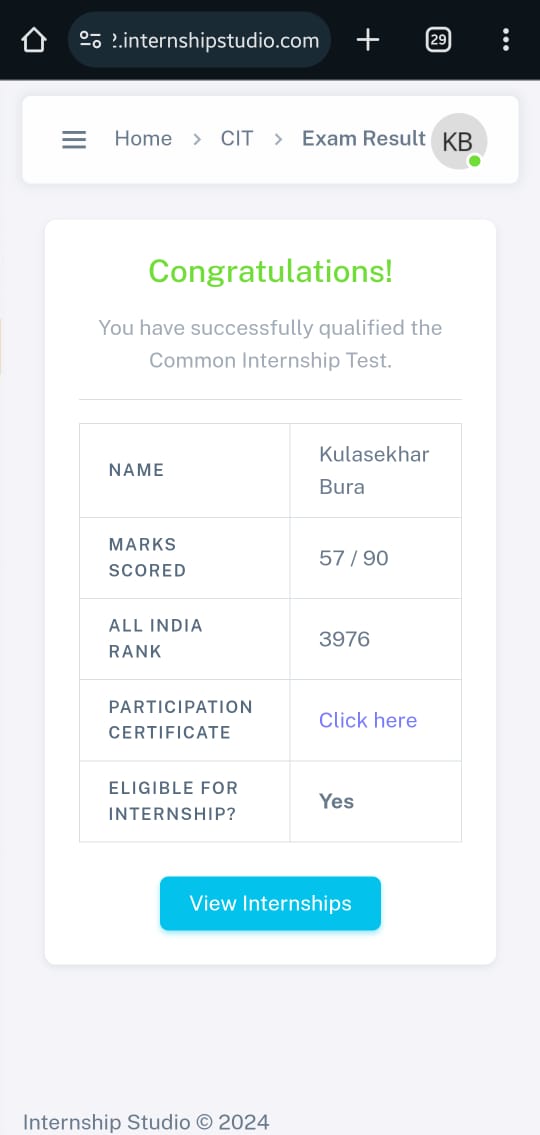 2.internshipstudio.com
29
Home > CIT > Exam Result KB
Congratulations!
You have successfully qualified the
Common Internship Test.
NAME
Kulasekhar
Bura
MARKS
SCORED
57 / 90
ALL INDIA
RANK
3976
PARTICIPATION
CERTIFICATE
Click here
ELIGIBLE FOR
INTERNSHIP?
Yes
View Internships
Internship Studio © 2024